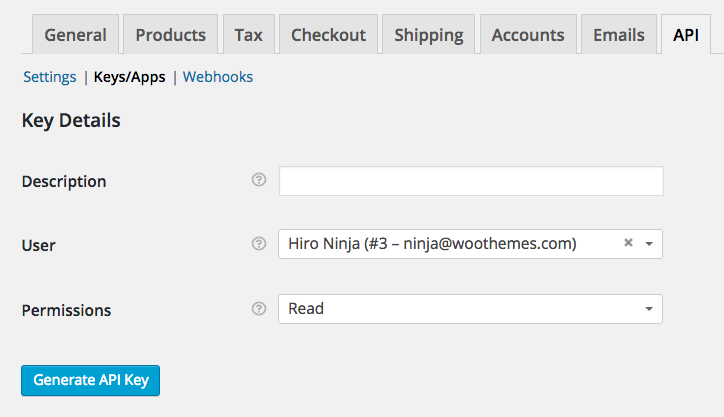 General Products Tax Checkout Shipping Accounts Emails API
Settings | Keys/Apps | Webhooks
Key Details
Description ?
User ? Hiro Ninja (#3 – ninja@woothemes.com) ×
Permissions ? Read
Generate API Key